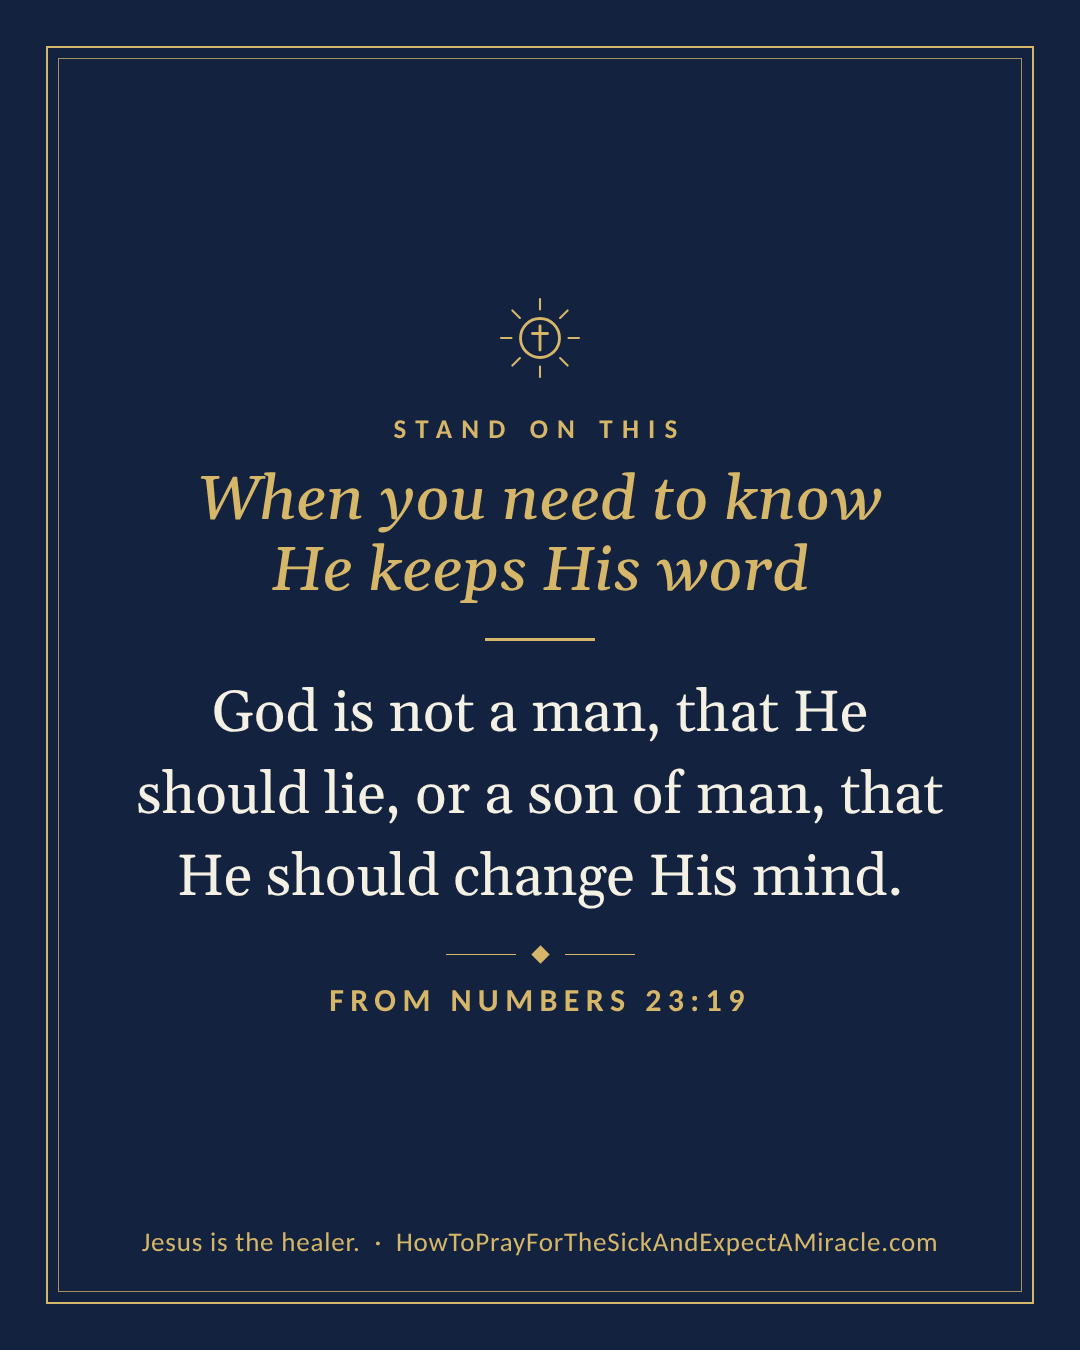 STAND ON THIS
When you need to know
He keeps His word
God is not a man, that He
should lie, or a son of man, that
He should change His mind.
FROM NUMBERS 23:19
Jesus is the healer. · HowToPrayForTheSickAndExpectAMiracle.com